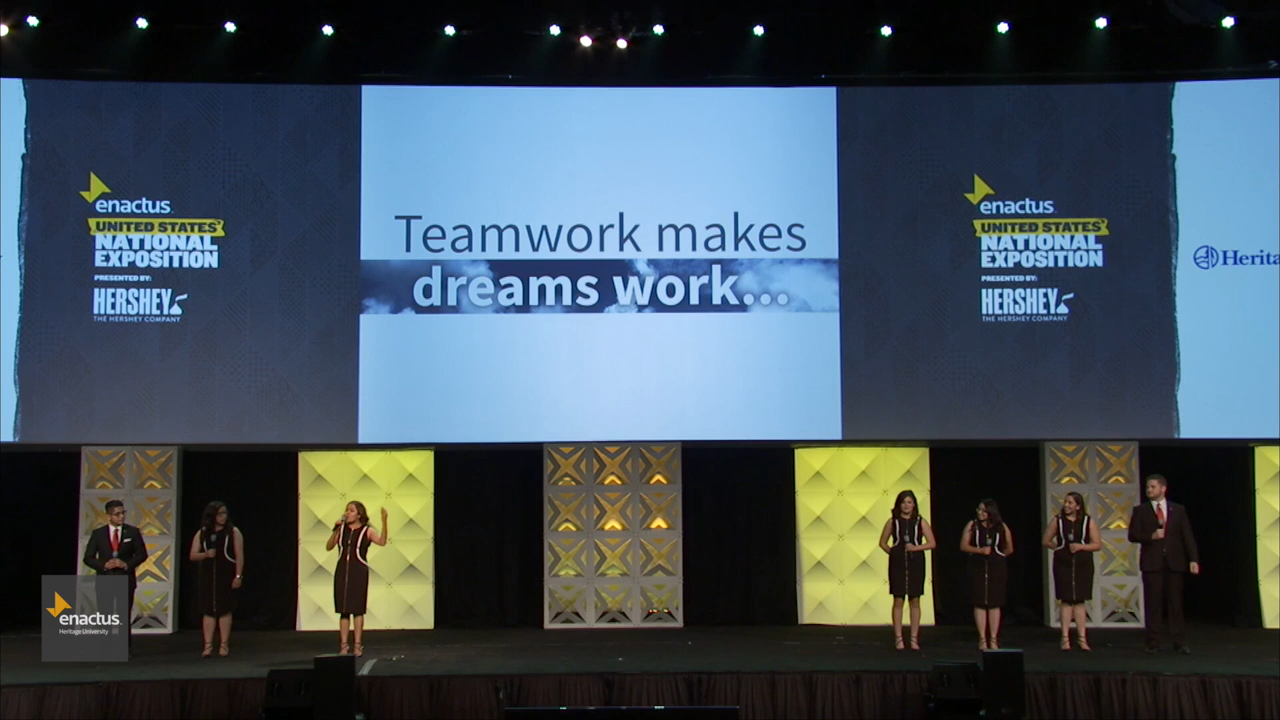 enactus
UNITED STATES'
NATIONAL
EXPOSITION
PRESENTED BY:
HERSHEY
THE HERSHEY COMPANY
Teamwork makes
dreams work...
enactus
UNITED STATES'
NATIONAL
EXPOSITION
PRESENTED BY:
HERSHEY
THE HERSHEY COMPANY
Herita
enactus
Heritage University